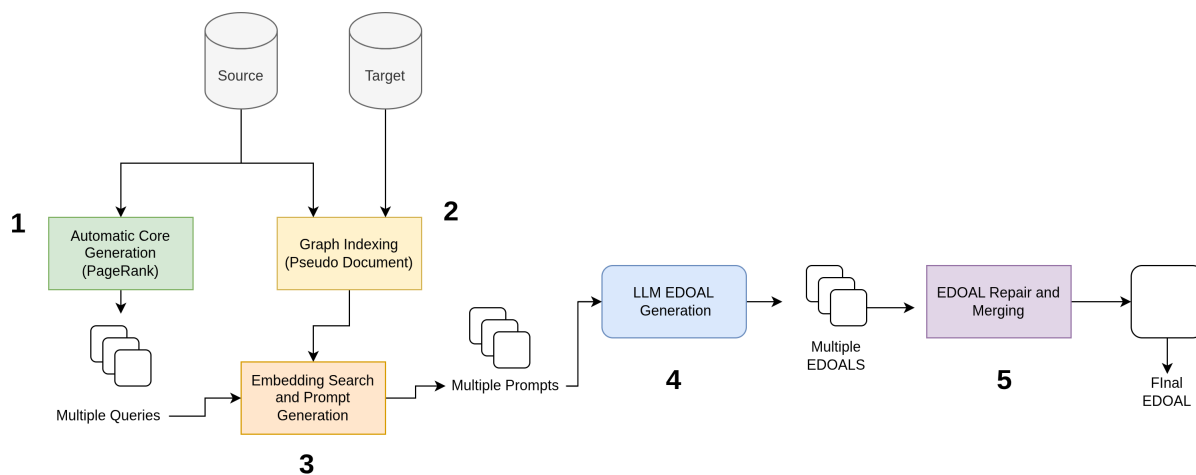 Source
Target
1
2
Automatic Core
Generation
(PageRank)
Graph Indexing
(Pseudo Document)
LLM EDOAL
Generation
EDOAL Repair and
Merging
Multiple
EDOALS
Embedding Search
and Prompt
Generation
Multiple Prompts
4
5
FInal
EDOAL
Multiple Queries
3